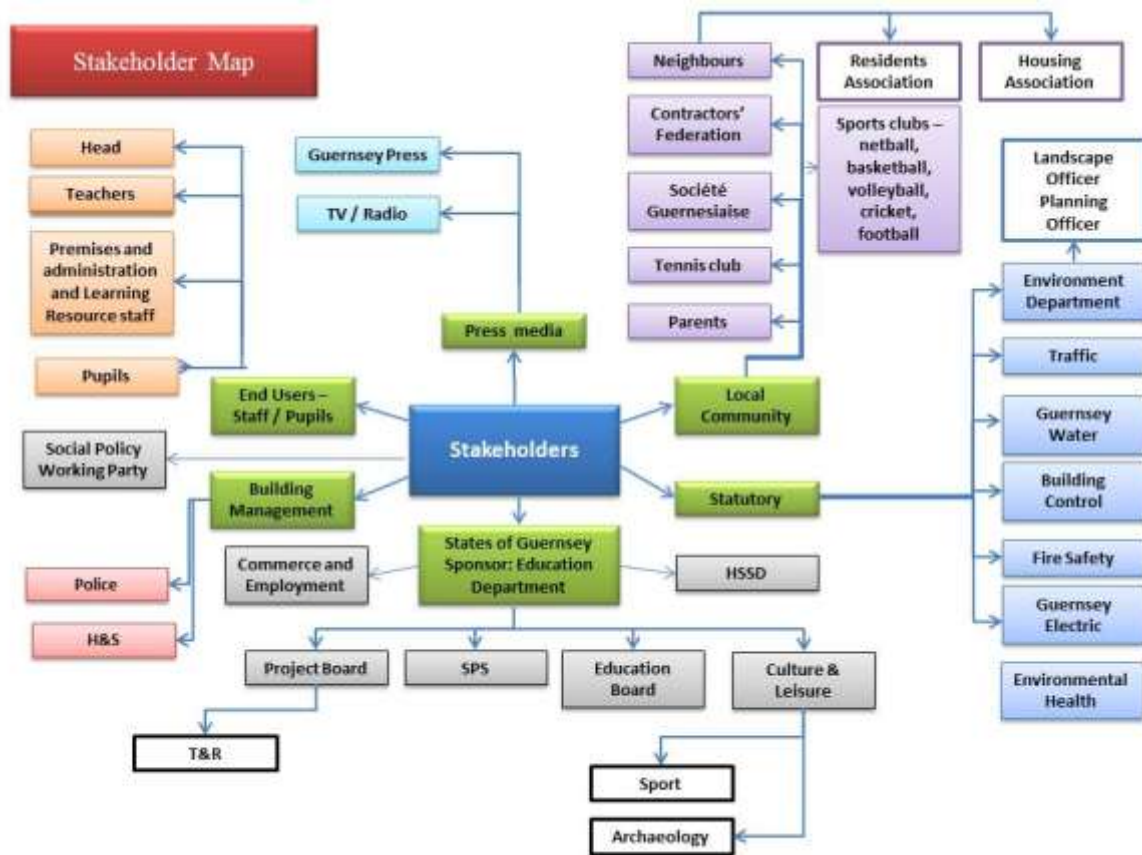 Stakeholder Map
Neighbours
Residents
Association
Housing
Association
Head
Teachers
Premises and
administration
and Learning
Resource staff
Pupils
Guernsey Press
TV / Radio
Press media
Contractors'
Federation
Société
Guernesiaise
Tennis club
Parents
Sports clubs –
netball,
basketball,
volleyball,
cricket,
football
Landscape
Officer
Planning
Officer
Environment
Department
Traffic
Guernsey
Water
Building
Control
Fire Safety
Guernsey
Electric
Environmental
Health
End Users –
Staff / Pupils
Local
Community
Stakeholders
Social Policy
Working Party
Building
Management
Statutory
States of Guernsey
Sponsor: Education
Department
Commerce and
Employment
HSSD
Police
H&S
Project Board
SPS
Education
Board
Culture &
Leisure
T&R
Sport
Archaeology